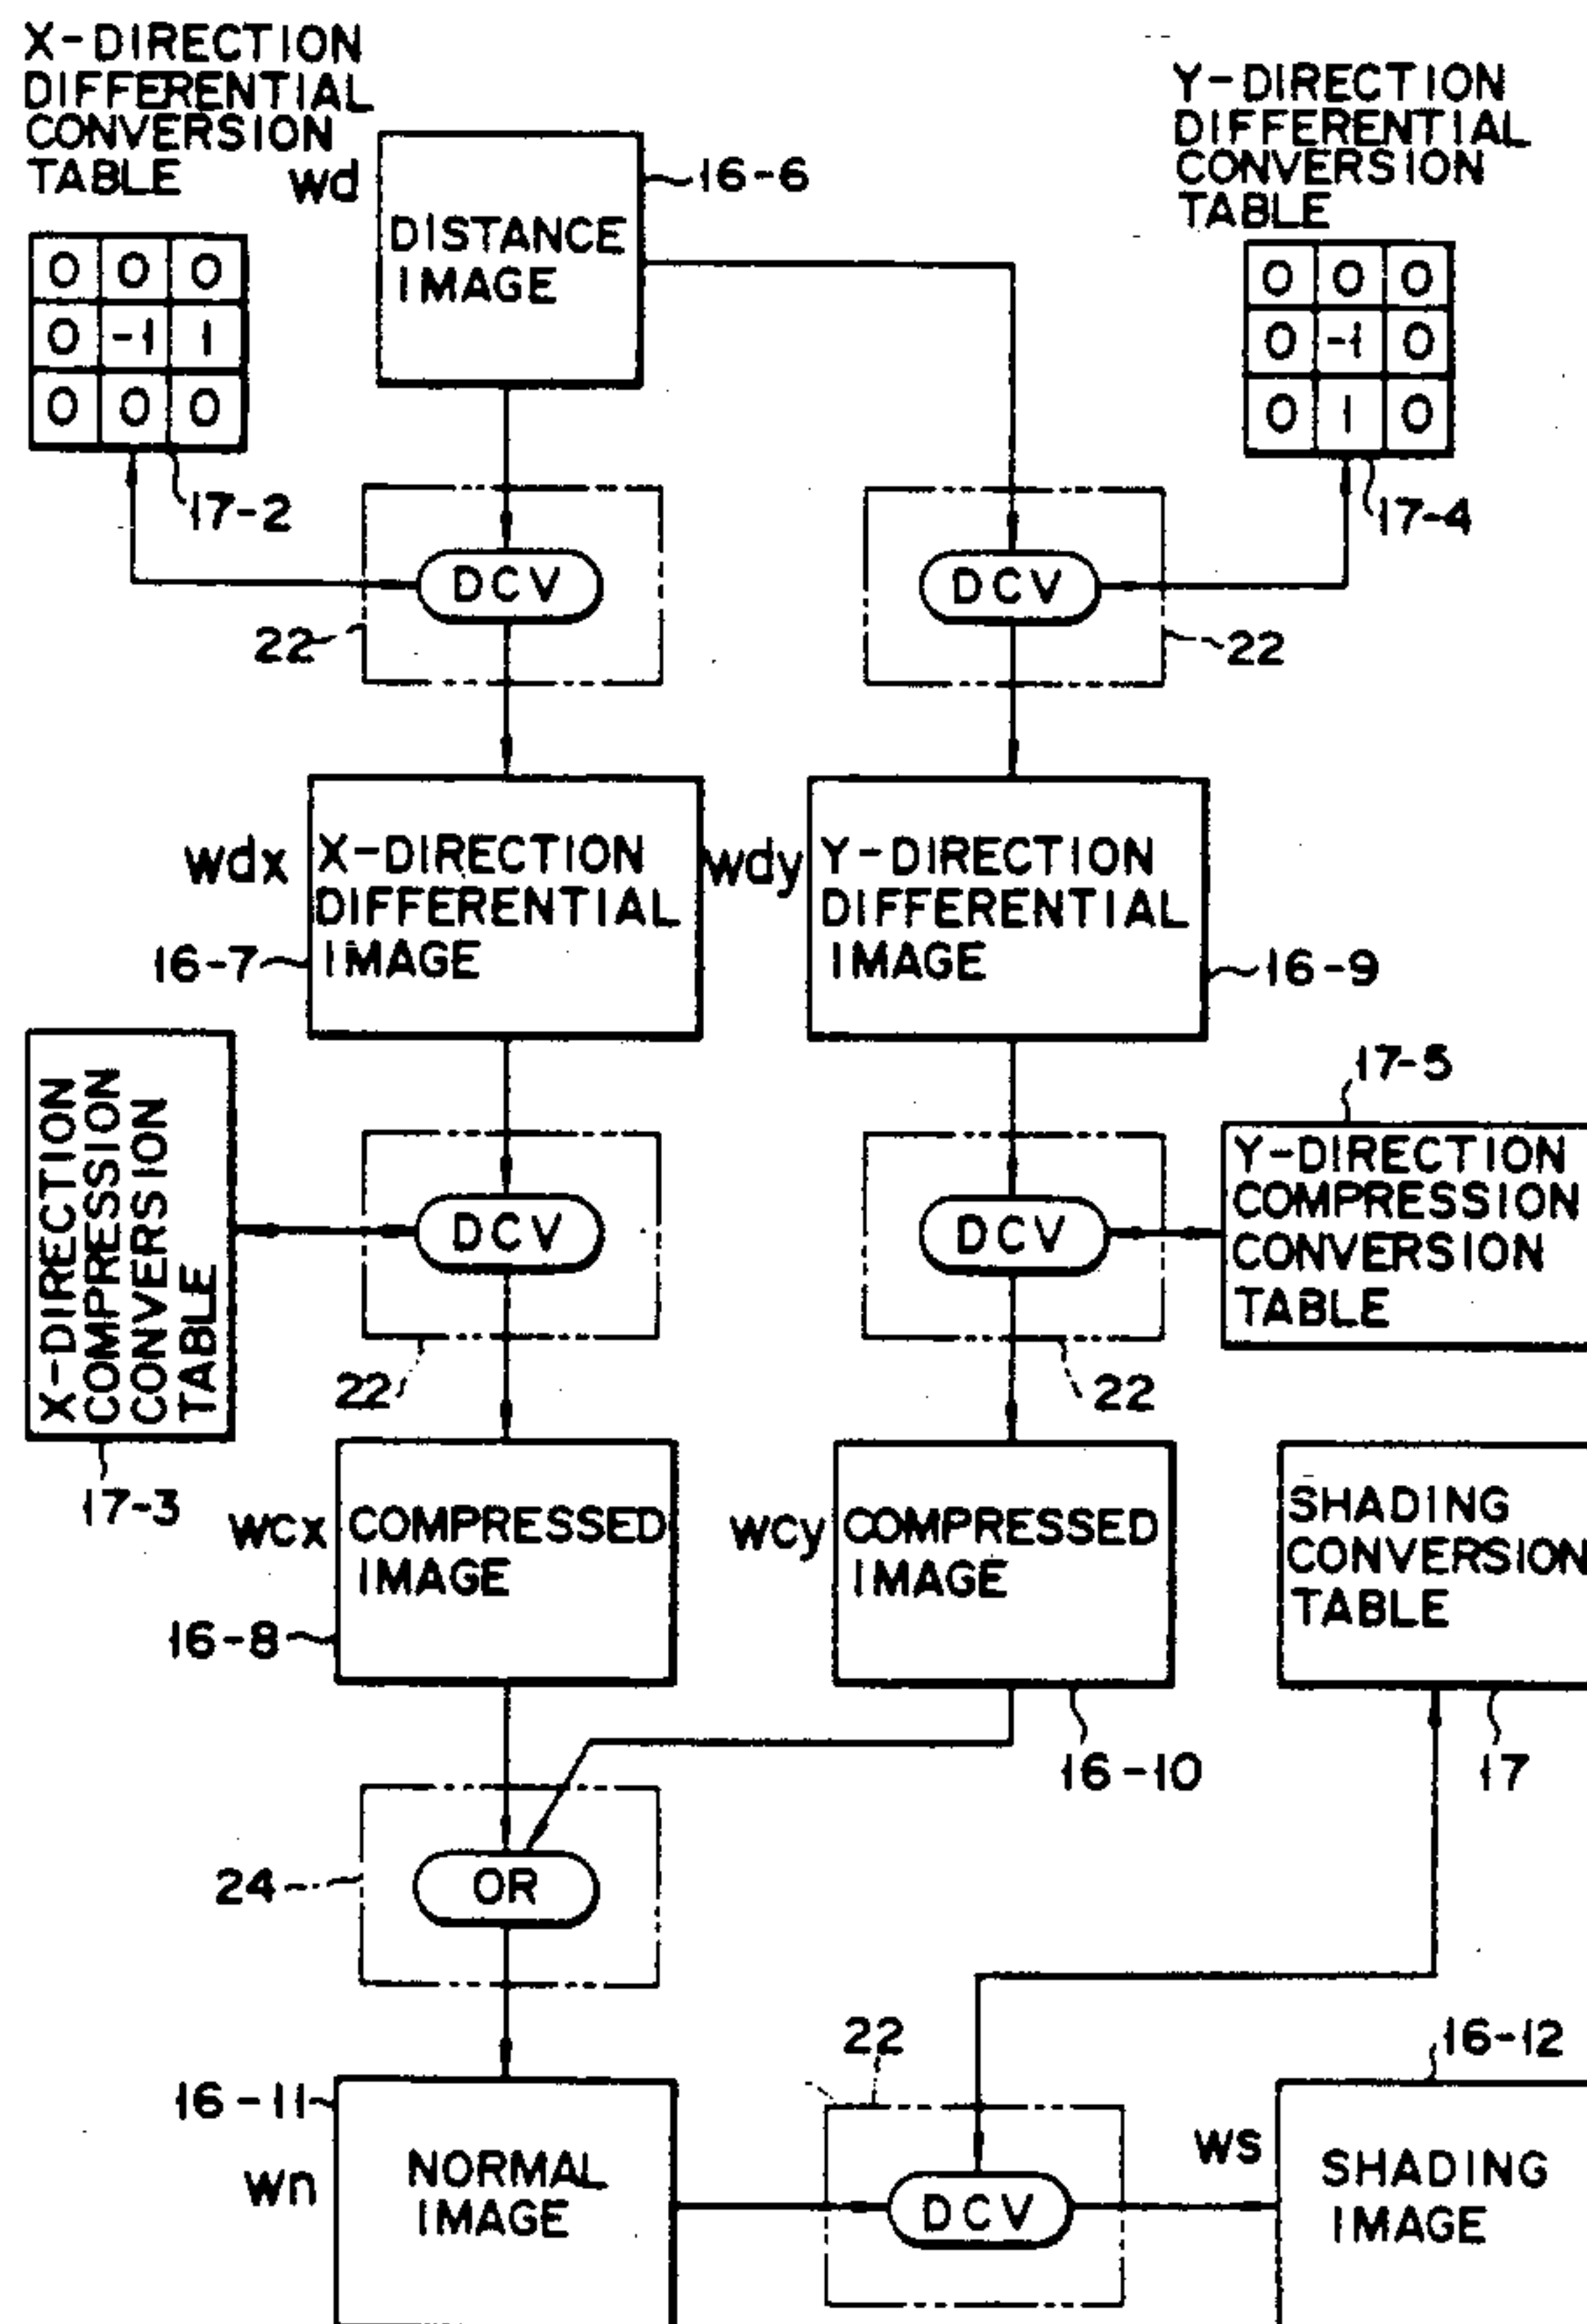 X-DIRECTION
DIFFERENTIAL
CONVERSION
TABLE
Wd
16-6
DISTANCE
IMAGE
Y-DIRECTION
DIFFERENTIAL
CONVERSION
TABLE
0 0 0
0 -1 1
0 0 0
17-2
0 0 0
0 -1 0
0 1 0
17-4
DCV
22
DCV
22
Wdx
X-DIRECTION
DIFFERENTIAL
IMAGE
16-7
Wdy
Y-DIRECTION
DIFFERENTIAL
IMAGE
16-9
X-DIRECTION
COMPRESSION
CONVERSION
TABLE
17-3
DCV
22
DCV
22
17-5
Y-DIRECTION
COMPRESSION
CONVERSION
TABLE
Wcx
COMPRESSED
IMAGE
16-8
Wcy
COMPRESSED
IMAGE
16-10
SHADING
CONVERSION
TABLE
17
24
OR
16-11
Wn
NORMAL
IMAGE
22
DCV
16-12
Ws
SHADING
IMAGE